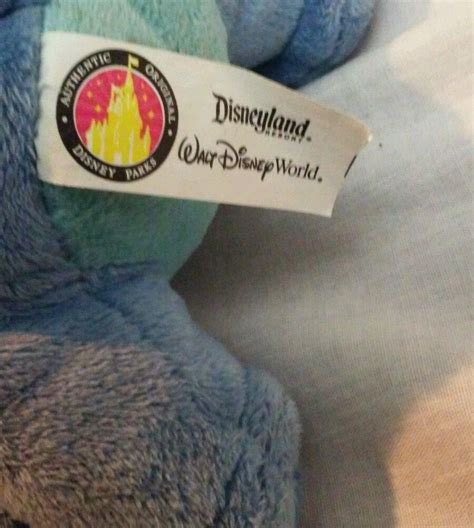 AUTHENTIC ORIGINAL
DISNEY PARKS
Disneyland
RESORT
WALT DISNEY World.